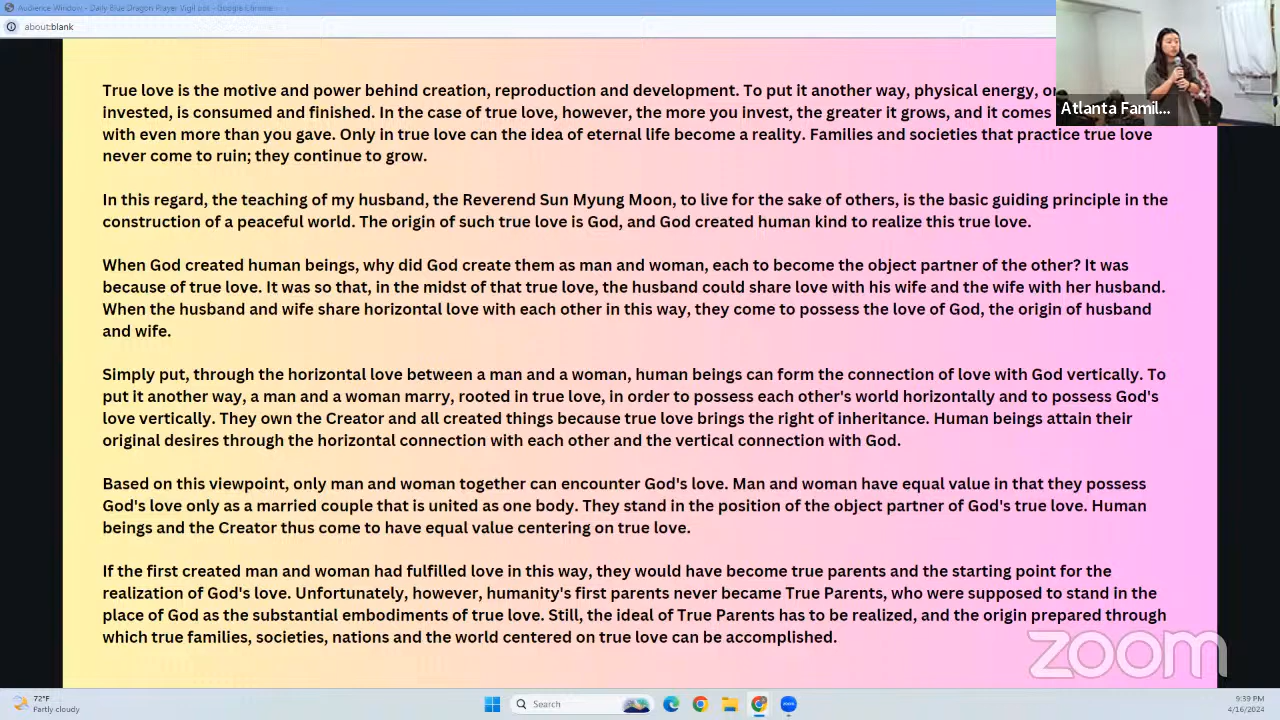 Audience Window - Daily Blue Dragon Prayer Vigil bot - Google Chrome
about:blank
True love is the motive and power behind creation, reproduction and development. To put it another way, physical energy,
invested, is consumed and finished. In the case of true love, however, the more you invest, the greater it grows, and it comes
with even more than you gave. Only in true love can the idea of eternal life become a reality. Families and societies that practice true love
never come to ruin; they continue to grow.
In this regard, the teaching of my husband, the Reverend Sun Myung Moon, to live for the sake of others, is the basic guiding principle in the
construction of a peaceful world. The origin of such true love is God, and God created human kind to realize this true love.
When God created human beings, why did God create them as man and woman, each to become the object partner of the other? It was
because of true love. It was so that, in the midst of that true love, the husband could share love with his wife and the wife with her husband.
When the husband and wife share horizontal love with each other in this way, they come to possess the love of God, the origin of husband
and wife.
Simply put, through the horizontal love between a man and a woman, human beings can form the connection of love with God vertically. To
put it another way, a man and a woman marry, rooted in true love, in order to possess each other's world horizontally and to possess God's
love vertically. They own the Creator and all created things because true love brings the right of inheritance. Human beings attain their
original desires through the horizontal connection with each other and the vertical connection with God.
Based on this viewpoint, only man and woman together can encounter God's love. Man and woman have equal value in that they possess
God's love only as a married couple that is united as one body. They stand in the position of the object partner of God's true love. Human
beings and the Creator thus come to have equal value centering on true love.
If the first created man and woman had fulfilled love in this way, they would have become true parents and the starting point for the
realization of God's love. Unfortunately, however, humanity's first parents never became True Parents, who were supposed to stand in the
place of God as the substantial embodiments of true love. Still, the ideal of True Parents has to be realized, and the origin prepared through
which true families, societies, nations and the world centered on true love can be accomplished.
Atlanta Famil...
zoom
72°F
Partly cloudy
Search
zoom
9:39 PM
4/16/2024